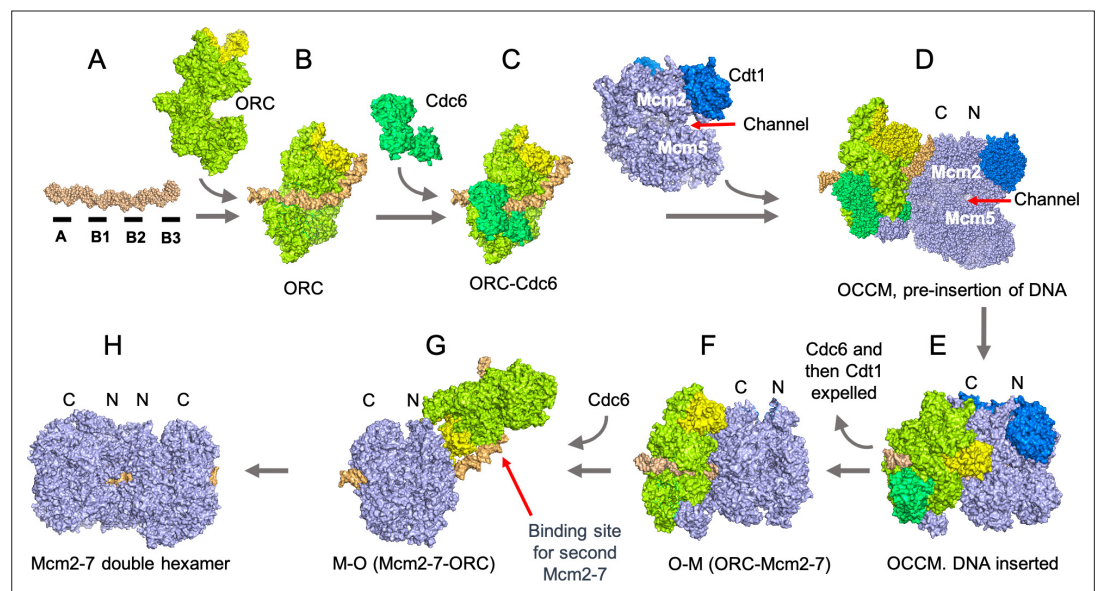 A
ORC
B
Cdc6
C
Mcm2
Mcm5
Cdt1
Channel
D
C N
Mcm2
Mcm5
Channel
A B1 B2 B3
ORC
ORC-Cdc6
OCCM, pre-insertion of DNA
H
C N N C
Mcm2-7 double hexamer
G
C N
Cdc6
Binding site
for second
Mcm2-7
M-O (Mcm2-7-ORC)
F
C N
O-M (ORC-Mcm2-7)
Cdc6 and
then Cdt1
expelled
E
C N
OCCM. DNA inserted